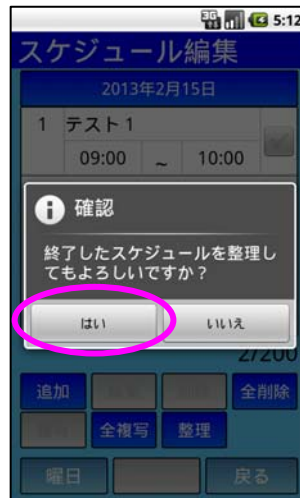 3G 5:12
スケジュール編集
2013年2月15日
1 テスト1
09:00 ~ 10:00
確認
終了したスケジュールを整理し
てもよろしいですか？
はい いいえ
2/200
追加 全削除
全複写 整理
曜日 戻る